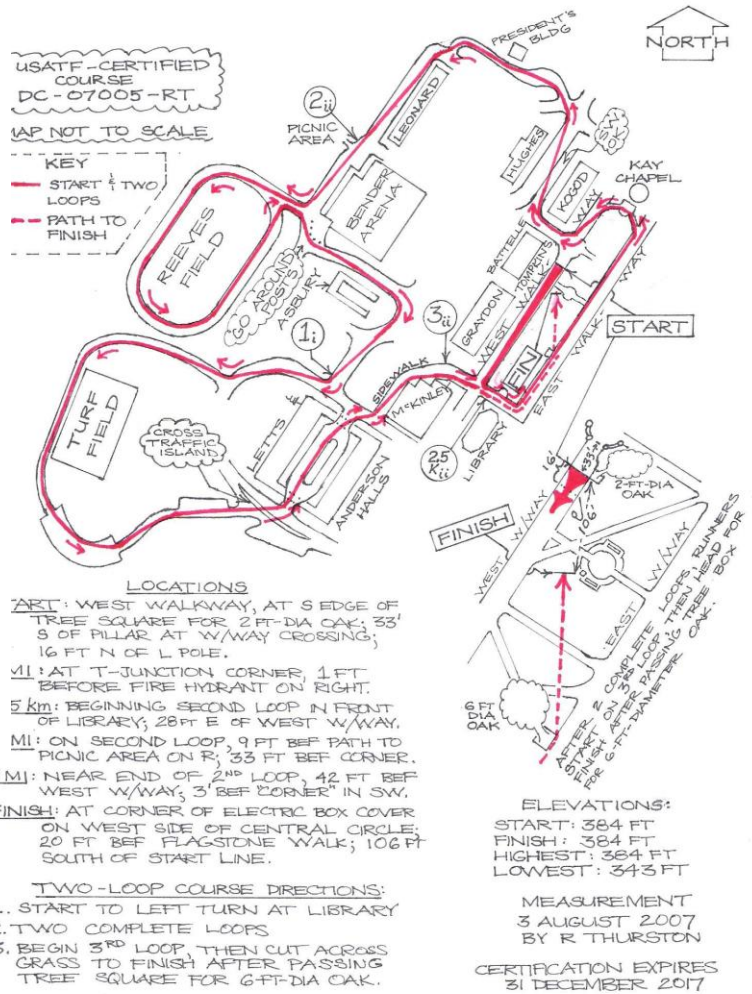 USATF-CERTIFIED
COURSE
DC-07005-RT
MAP NOT TO SCALE
KEY
START & TWO
LOOPS
PATH TO
FINISH
NORTH
PRESIDENT'S
BLDG
2ii
PICNIC
AREA
LEONARD
HUGHES
SM
OK
KOGOD
KAY
CHAPEL
BENDER
ARENA
REEVES
FIELD
GO AROUND
POSTS
ASBURY
BATTELLE
TOMPKINS
WAY
WEST WALK-
GRAYDON
EAST WALK-WAY
START
FIN
1i
3ii
SIDEWALK
McKINLEY
LIBRARY
25
Kii
TURF
FIELD
CROSS
TRAFFIC
ISLAND
LETTS
ANDERSON
HALLS
16'
33'
2-FT-DIA
OAK
106'
FINISH
WEST W/WAY
EAST W/WAY
6 FT
DIA
OAK
AFTER 2 COMPLETE LOOPS, RUNNERS
START ON 3RD LOOP THEN HEAD FOR
FINISH AFTER PASSING TREE BOX
FOR 6-FT-DIAMETER OAK.
LOCATIONS
ART: WEST WALKWAY, AT S EDGE OF
TREE SQUARE FOR 2 FT-DIA OAK; 33'
S OF PILLAR AT W/WAY CROSSING;
16 FT N OF L POLE.
MI: AT T-JUNCTION CORNER, 1 FT
BEFORE FIRE HYDRANT ON RIGHT.
5 km: BEGINNING SECOND LOOP IN FRONT
OF LIBRARY; 28 FT E OF WEST W/WAY.
MI: ON SECOND LOOP, 9 FT BEF PATH TO
PICNIC AREA ON R; 33 FT BEF CORNER.
MI: NEAR END OF 2ND LOOP, 42 FT BEF
WEST W/WAY; 3' BEF "CORNER" IN SW.
FINISH: AT CORNER OF ELECTRIC BOX COVER
ON WEST SIDE OF CENTRAL CIRCLE;
20 FT BEF FLAGSTONE WALK; 106 FT
SOUTH OF START LINE.
TWO-LOOP COURSE DIRECTIONS:
1. START TO LEFT TURN AT LIBRARY
2. TWO COMPLETE LOOPS
3. BEGIN 3RD LOOP, THEN CUT ACROSS
GRASS TO FINISH AFTER PASSING
TREE SQUARE FOR 6-FT-DIA OAK.
ELEVATIONS:
START: 384 FT
FINISH: 384 FT
HIGHEST: 384 FT
LOWEST: 343 FT
MEASUREMENT
3 AUGUST 2007
BY R THURSTON
CERTIFICATION EXPIRES
31 DECEMBER 2017